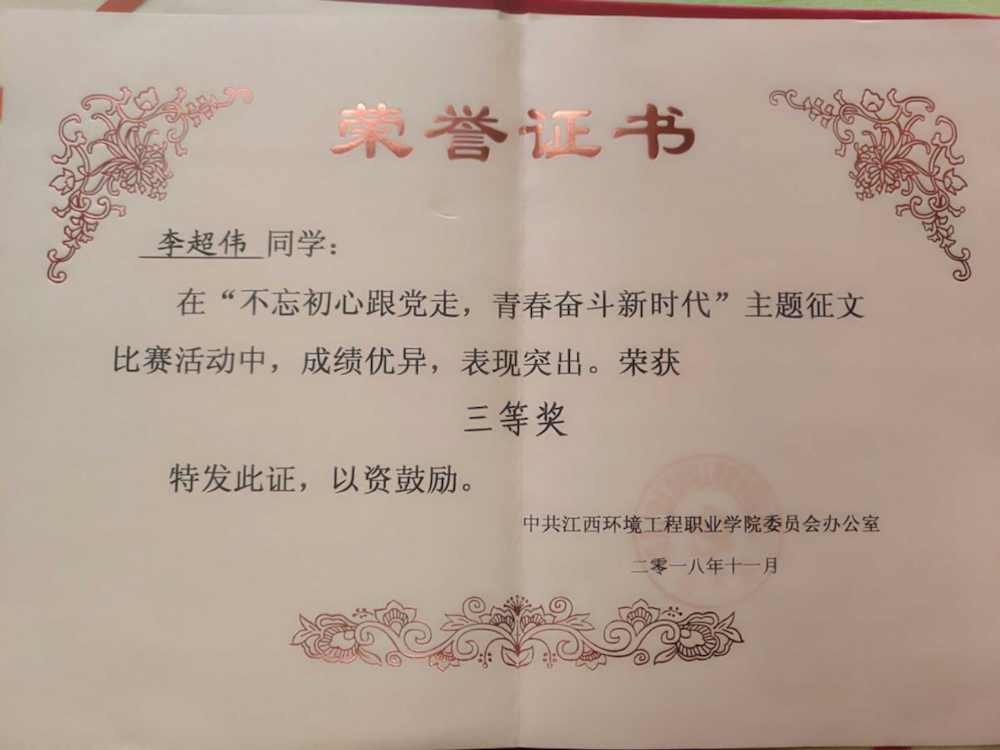 荣誉证书
李超伟 同学：
在“不忘初心跟党走，青春奋斗新时代”主题征文
比赛活动中，成绩优异，表现突出。荣获
三等奖
特发此证，以资鼓励。
中共江西环境工程职业学院委员会办公室
二零一八年十一月